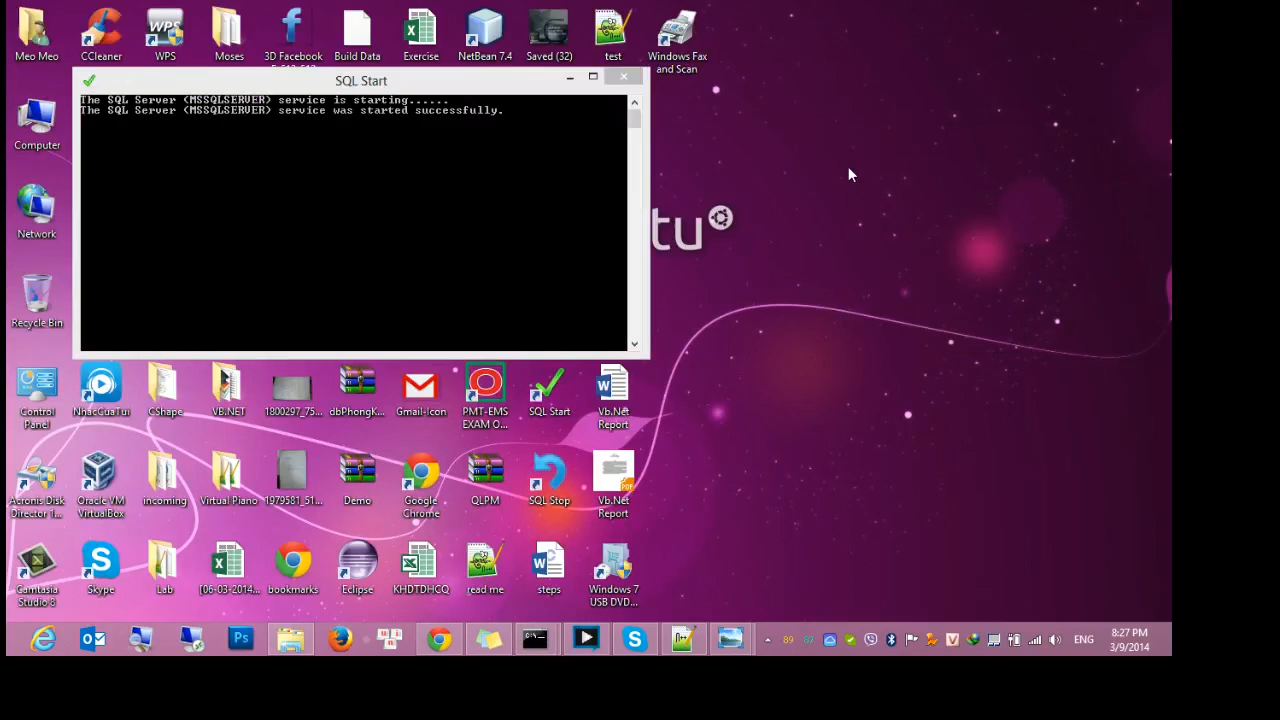 Meo Meo
CCleaner
WPS
Moses
3D Facebook
Build Data
Exercise
NetBean 7.4
Saved (32)
test
Windows Fax
and Scan
SQL Start
The SQL Server (MSSQLSERVER) service is starting......
The SQL Server (MSSQLSERVER) service was started successfully.
Computer
tu
Network
Recycle Bin
Control
Panel
NhacCuaTui
CShape
VB.NET
1800297_75...
dbPhongK...
Gmail-Icon
PMT-EMS
EXAM O...
SQL Start
Vb.Net
Report
Acronis Disk
Director 1...
Oracle VM
VirtualBox
incoming
Virtual Piano
1979581_51...
Demo
Google
Chrome
QLPM
SQL Stop
Vb.Net
Report
Camtasia
Studio 8
Skype
Lab
[06-03-2014...
bookmarks
Eclipse
KHDTDHCQ
read me
steps
Windows 7
USB DVD...
89
87
ENG
8:27 PM
3/9/2014